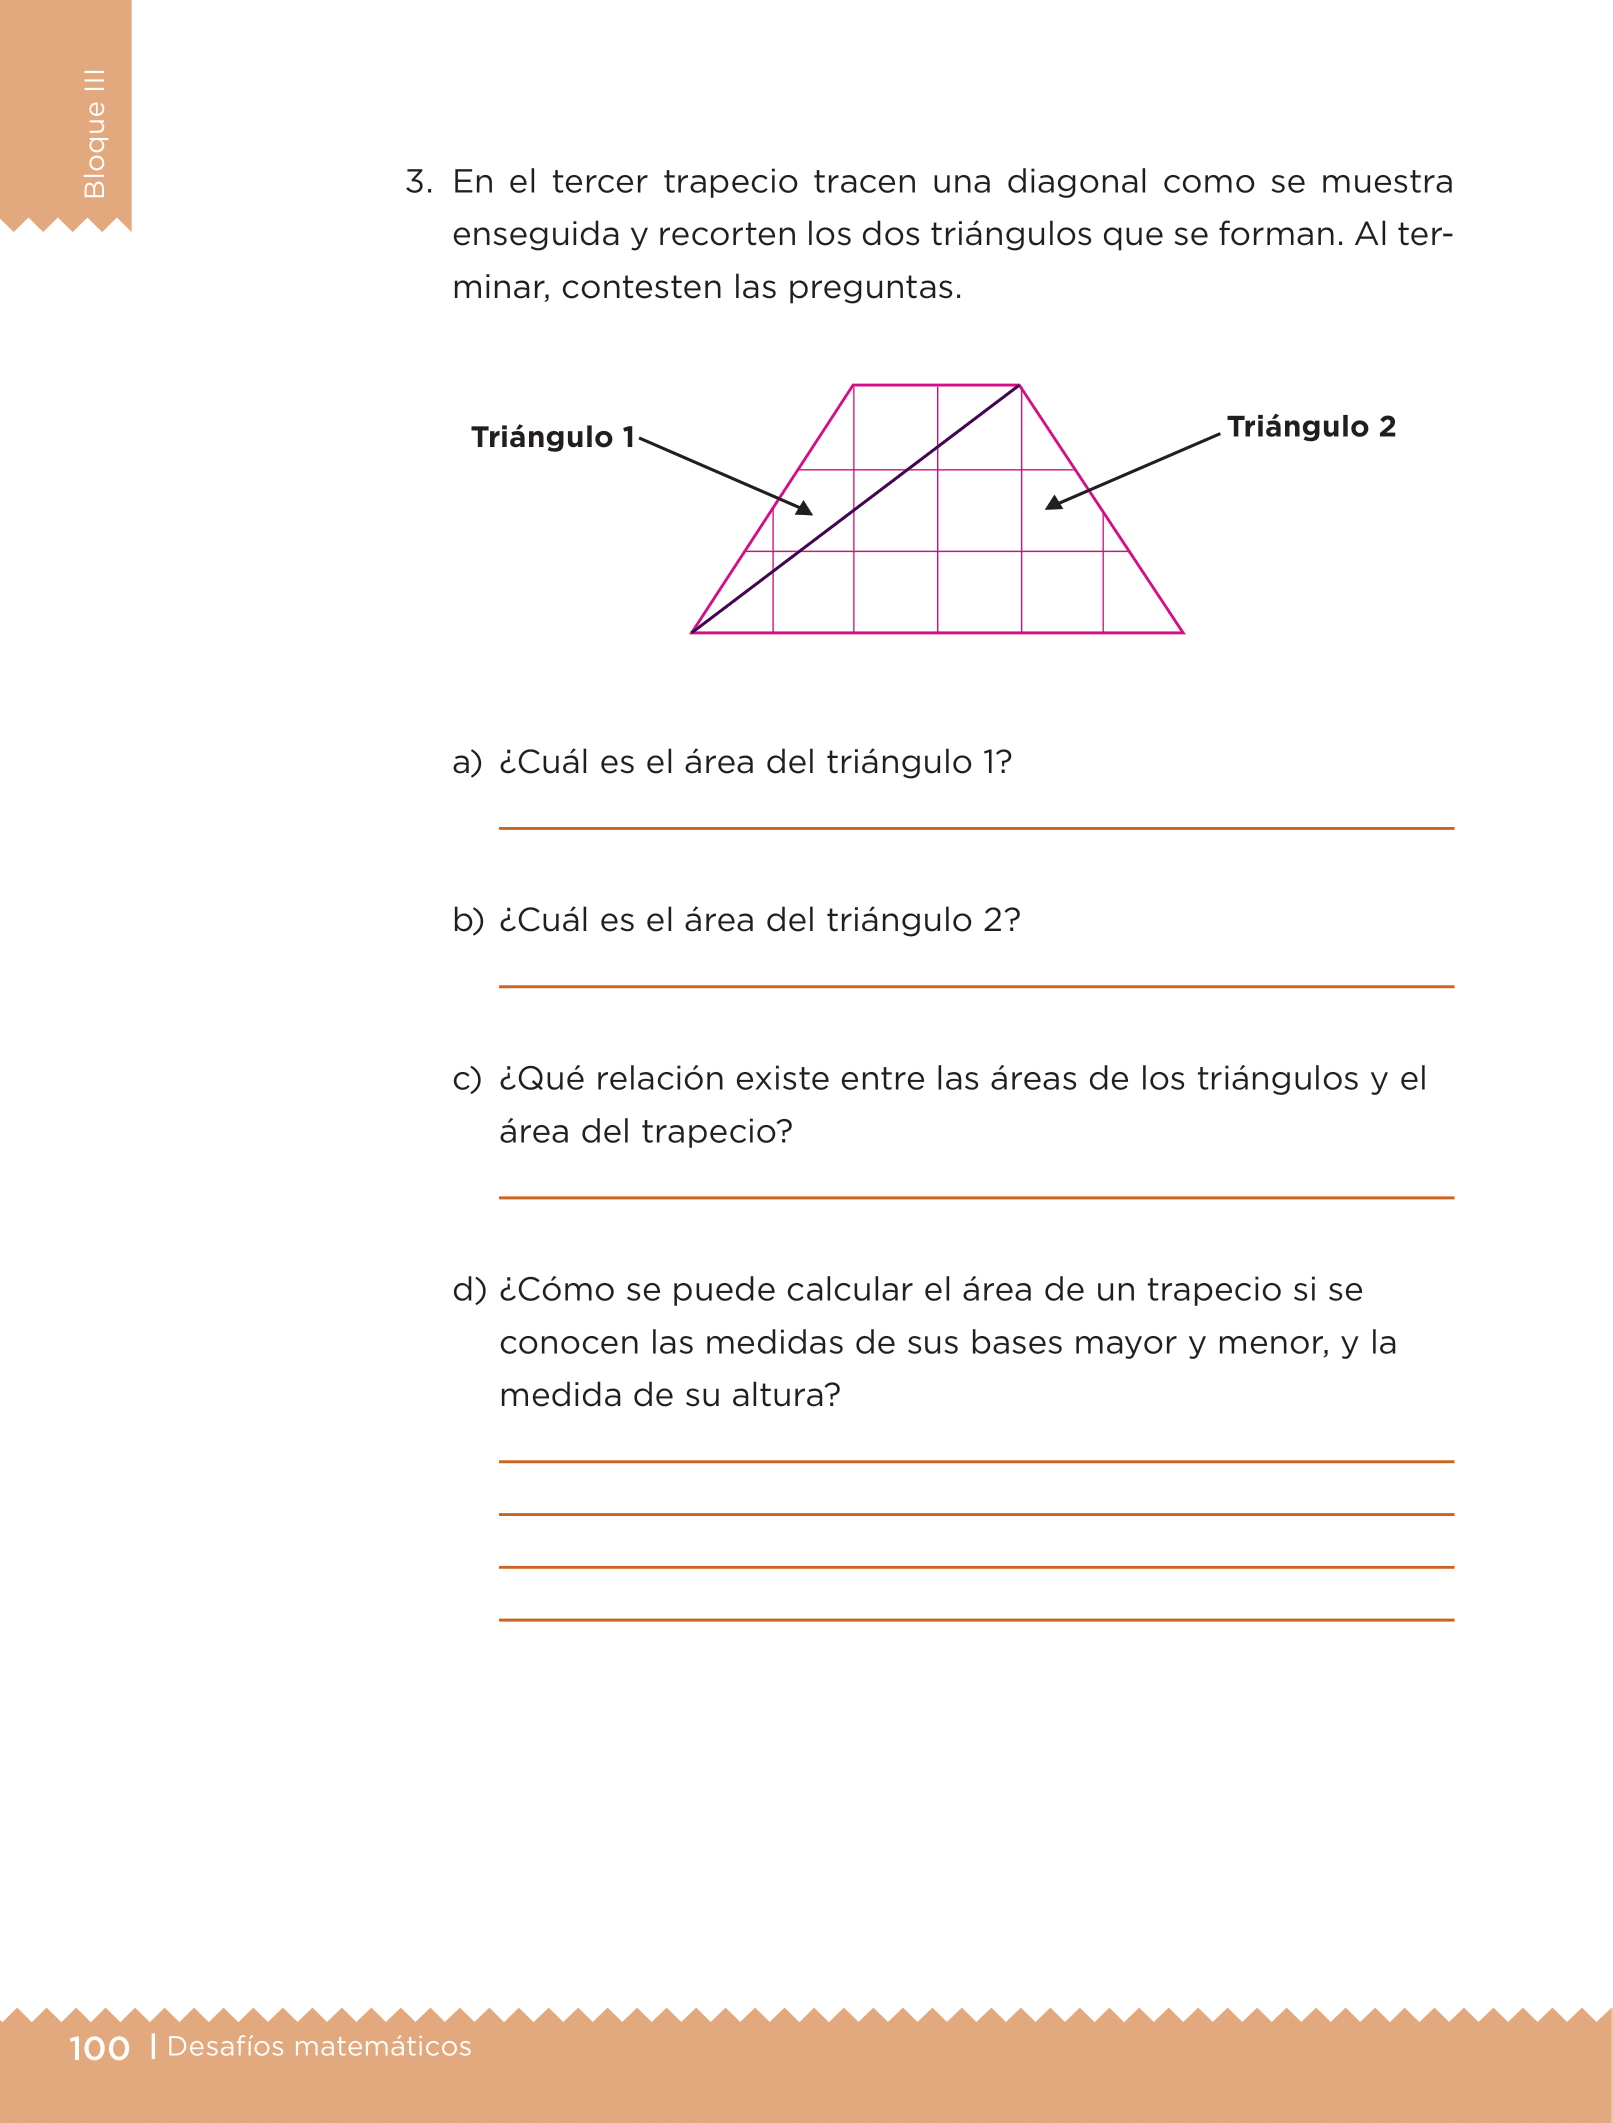 Bloque III
3. En el tercer trapecio tracen una diagonal como se muestra
enseguida y recorten los dos triángulos que se forman. Al ter-
minar, contesten las preguntas.
Triángulo 1
Triángulo 2
a) ¿Cuál es el área del triángulo 1?
b) ¿Cuál es el área del triángulo 2?
c) ¿Qué relación existe entre las áreas de los triángulos y el
área del trapecio?
d) ¿Cómo se puede calcular el área de un trapecio si se
conocen las medidas de sus bases mayor y menor, y la
medida de su altura?
100 | Desafíos matemáticos